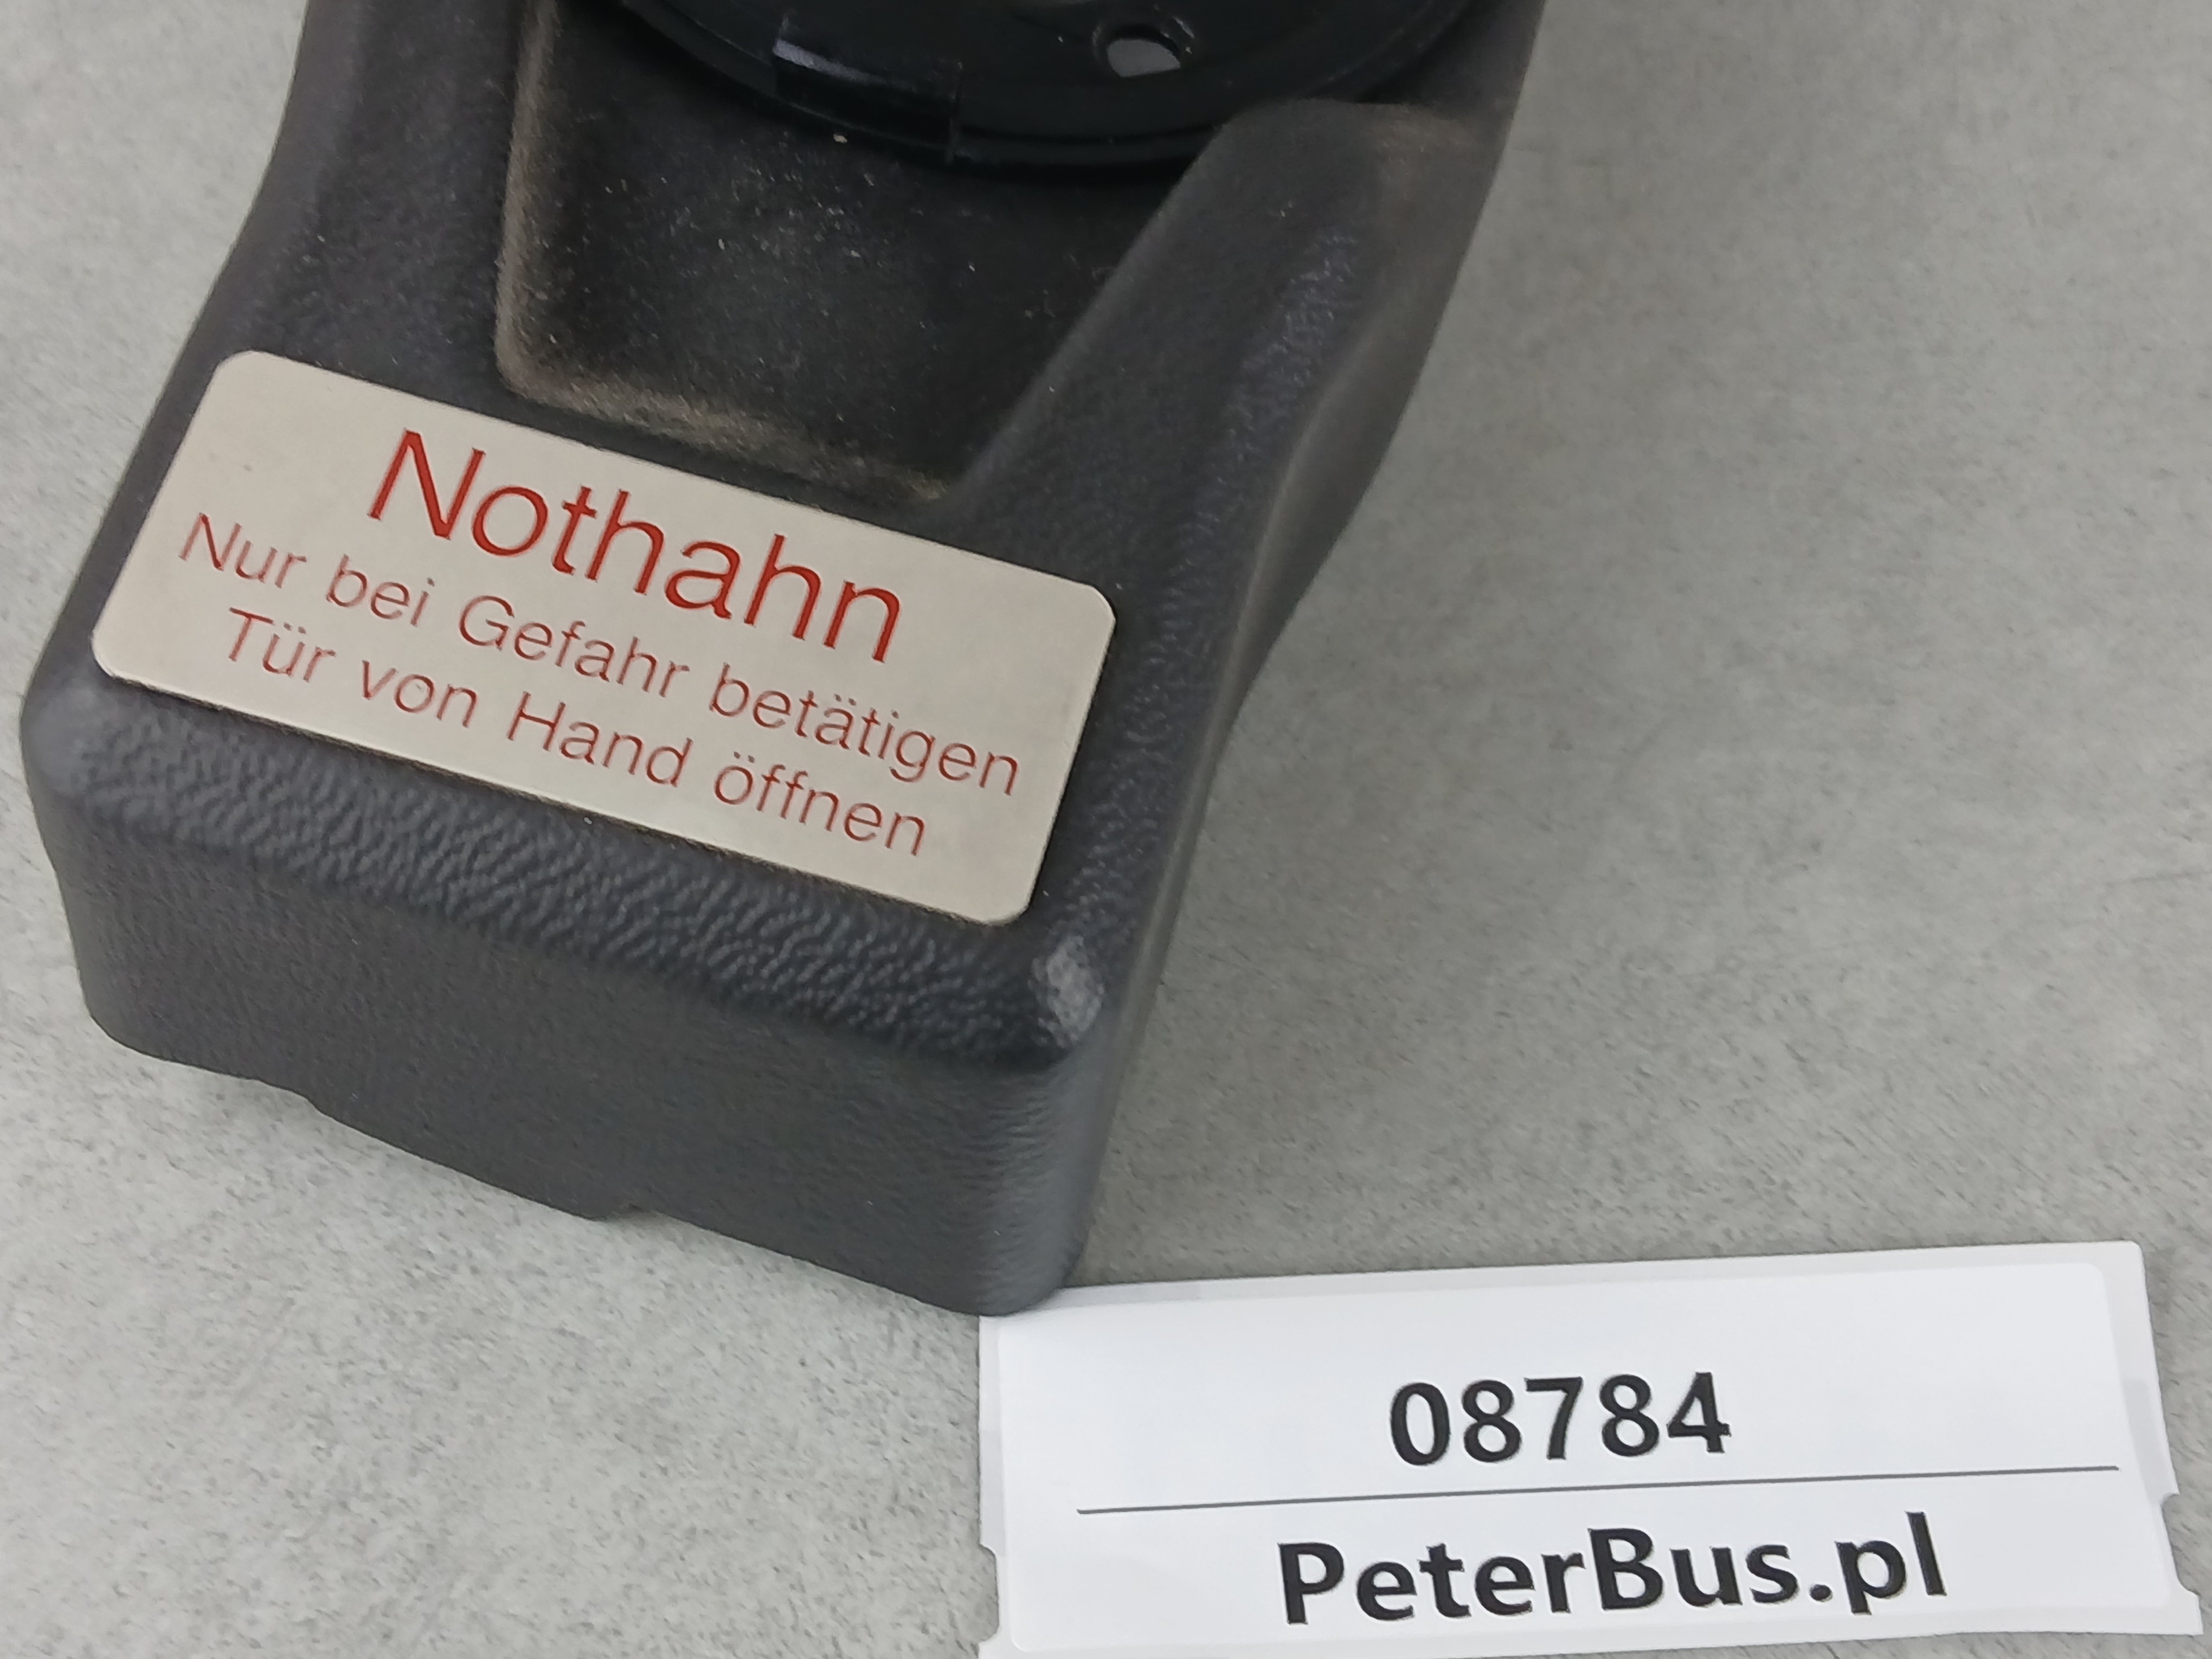 Nothahn
Nur bei Gefahr betätigen
Tür von Hand öffnen
08784
PeterBus.pl